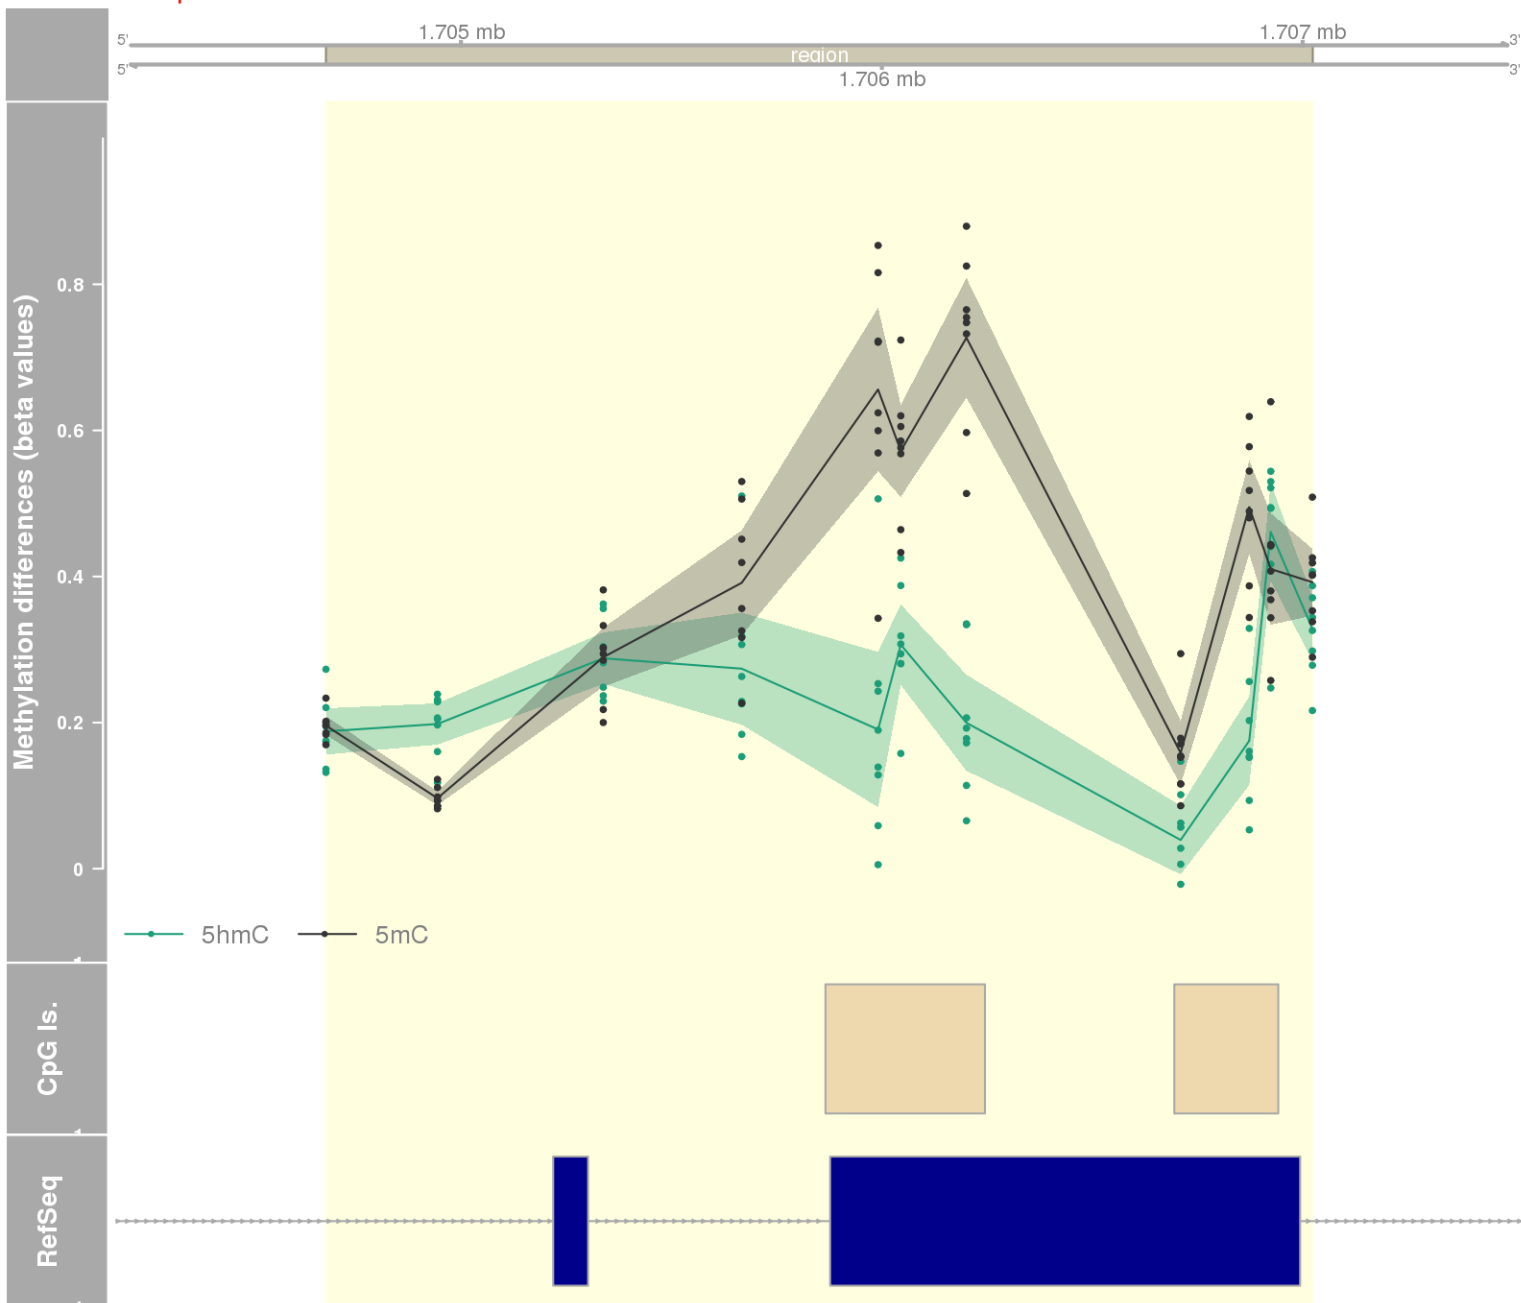 1.705 mb
1.707 mb
5'
3'
region
5'
3'
1.706 mb
Methylation differences (beta values)
0.8
0.6
0.4
0.2
0
5hmC
5mC
CpG Is.
RefSeq